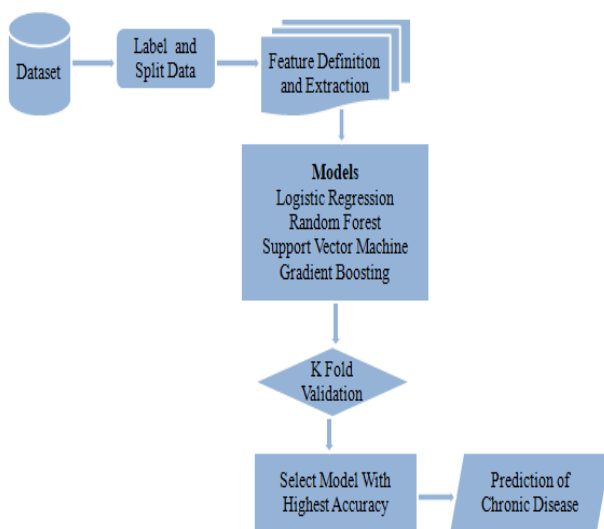 Dataset
Label and
Split Data
Feature Definition
and Extraction
Models
Logistic Regression
Random Forest
Support Vector Machine
Gradient Boosting
K Fold
Validation
Select Model With
Highest Accuracy
Prediction of
Chronic Disease